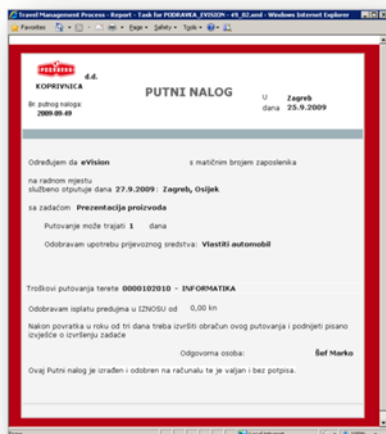 Travel Management Process - Report - Task for PODRAVKA_EVISION - 49_02.and - Windows Internet Explorer
Favorites Page Safety Tools
PODRAVKA d.d.
KOPRIVNICA
PUTNI NALOG
U Zagreb
dana 25.9.2009
Br. putnog naloga:
2009-09-49
Određujem da eVision s matičnim brojem zaposlenika
na radnom mjestu
službeno otputuje dana 27.9.2009: Zagreb, Osijek
sa zadaćom Prezentacija proizvoda
Putovanje može trajati 1 dana
Odobravam upotrebu prijevoznog sredstva: Vlastiti automobil
Troškovi putovanja terete 0000102010 - INFORMATIKA
Odobravam isplatu predujma u IZNOSU od 0,00 kn
Nakon povratka u roku od tri dana treba izvršiti obračun ovog putovanja i podnjeti pisano
izvješće o izvršenju zadaće
Odgovorna osoba: Šef Marko
Ovaj Putni nalog je izrađen i odobren na računalu te je valjan i bez potpisa.